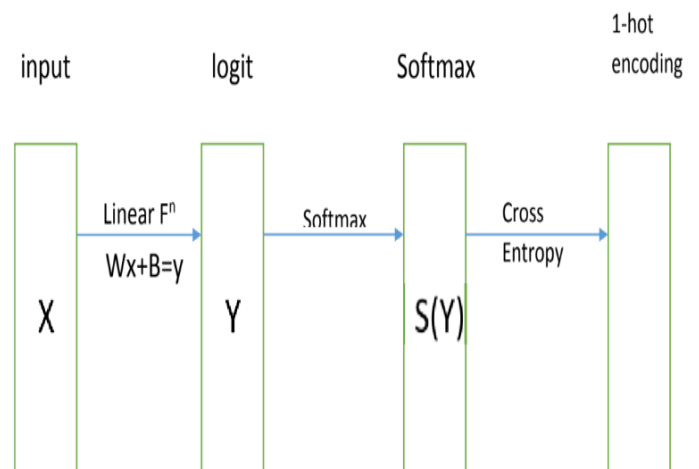 input
logit
Softmax
1-hot
encoding
Linear Fⁿ
Wx+B=y
Softmax
Cross
Entropy
X
Y
S(Y)